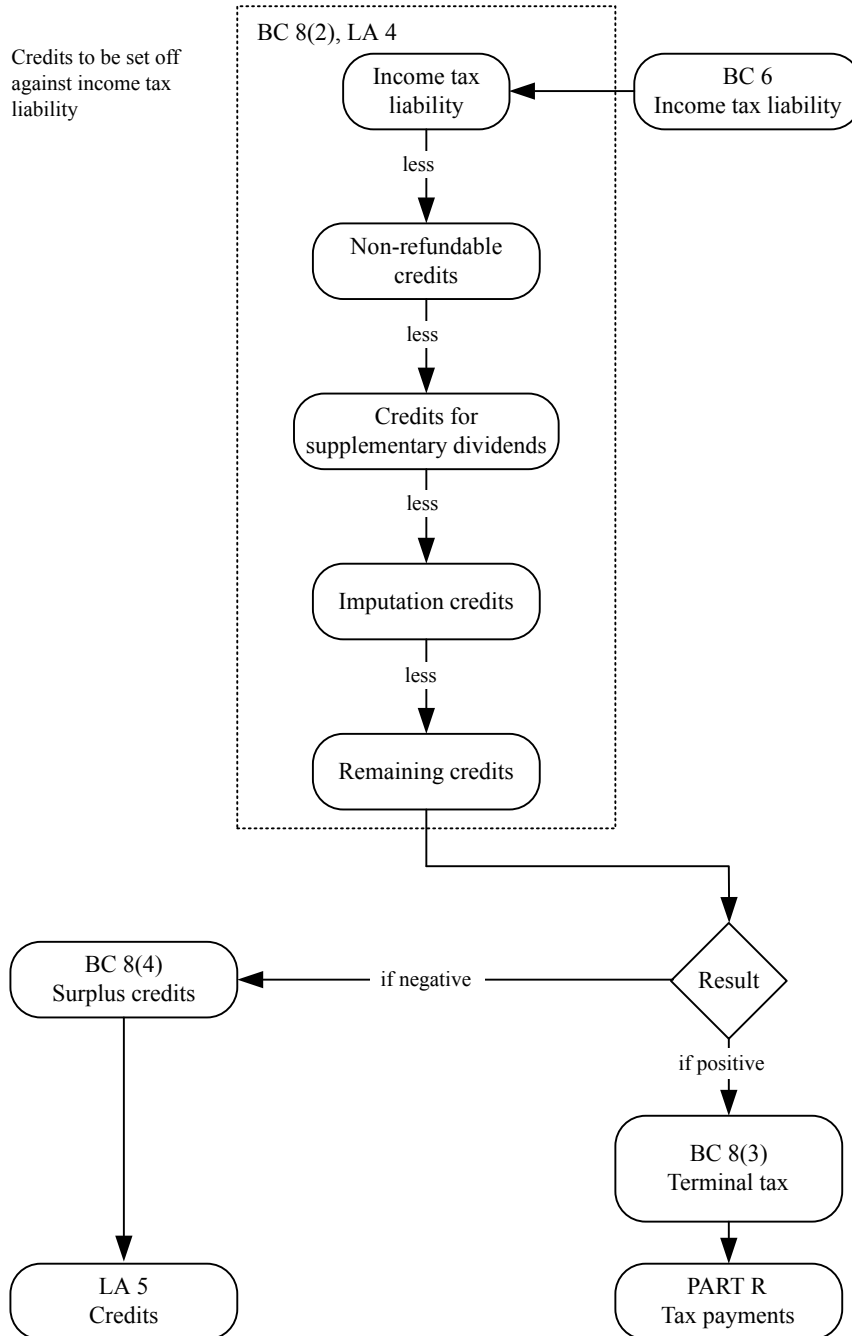 BC 8(2), LA 4
Credits to be set off
against income tax
liability
Income tax
liability
BC 6
Income tax liability
less
Non-refundable
credits
less
Credits for
supplementary dividends
less
Imputation credits
less
Remaining credits
Result
if negative
BC 8(4)
Surplus credits
if positive
BC 8(3)
Terminal tax
LA 5
Credits
PART R
Tax payments